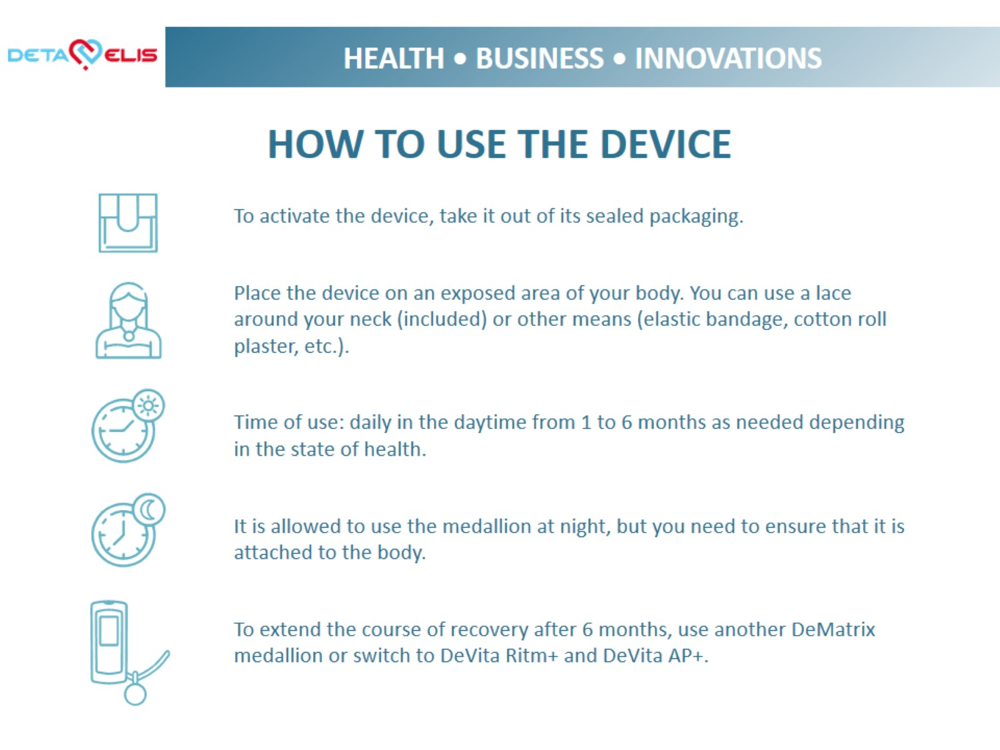 DETA ELIS
HEALTH • BUSINESS • INNOVATIONS
HOW TO USE THE DEVICE
To activate the device, take it out of its sealed packaging.
Place the device on an exposed area of your body. You can use a lace
around your neck (included) or other means (elastic bandage, cotton roll
plaster, etc.).
Time of use: daily in the daytime from 1 to 6 months as needed depending
in the state of health.
It is allowed to use the medallion at night, but you need to ensure that it is
attached to the body.
To extend the course of recovery after 6 months, use another DeMatrix
medallion or switch to DeVita Ritm+ and DeVita AP+.